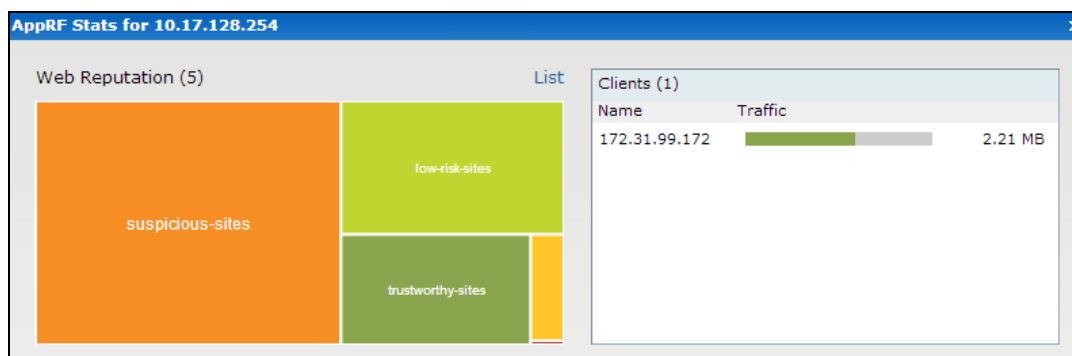 AppRF Stats for 10.17.128.254
Web Reputation (5) List
suspicious-sites
low-risk-sites
trustworthy-sites
Clients (1)
Name Traffic
172.31.99.172 2.21 MB